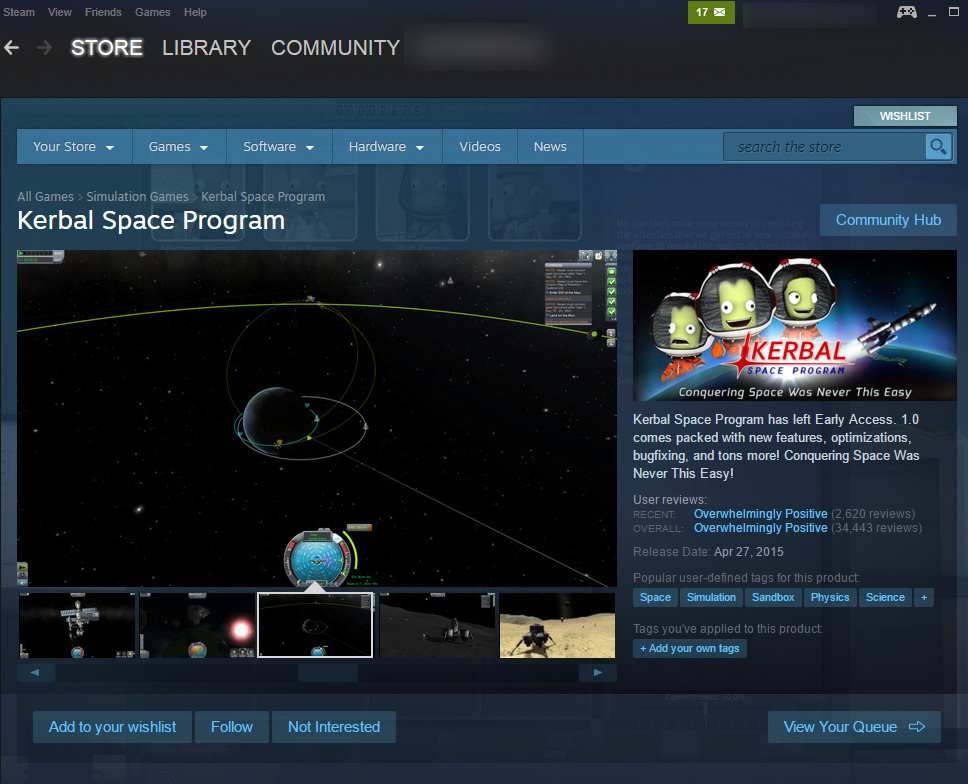 Steam View Friends Games Help
17
STORE LIBRARY COMMUNITY
WISHLIST
Your Store Games Software Hardware Videos News
search the store
All Games > Simulation Games > Kerbal Space Program
Kerbal Space Program
Community Hub
KERBAL
SPACE PROGRAM
Conquering Space Was Never This Easy
Kerbal Space Program has left Early Access. 1.0
comes packed with new features, optimizations,
bugfixing, and tons more! Conquering Space Was
Never This Easy!
User reviews:
RECENT: Overwhelmingly Positive (2,620 reviews)
OVERALL: Overwhelmingly Positive (34,443 reviews)
Release Date: Apr 27, 2015
Popular user-defined tags for this product:
Space Simulation Sandbox Physics Science +
Tags you've applied to this product:
+ Add your own tags
Add to your wishlist Follow Not Interested
View Your Queue